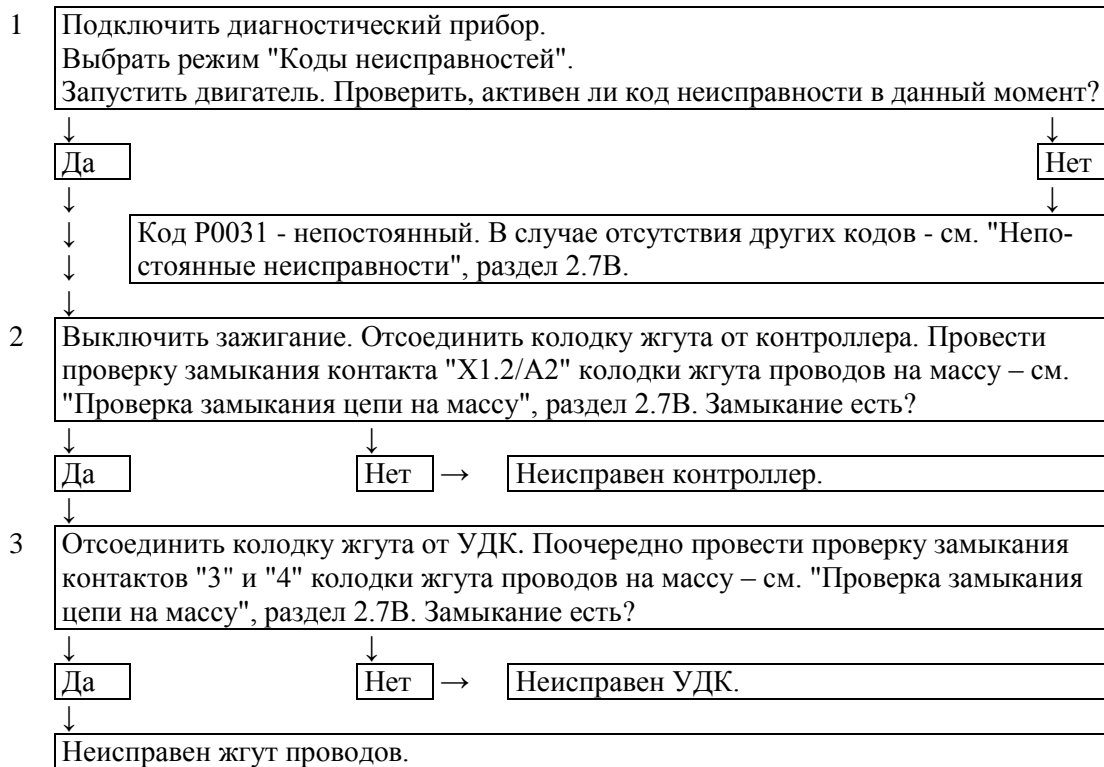 1 Подключить диагностический прибор.
Выбрать режим "Коды неисправностей".
Запустить двигатель. Проверить, активен ли код неисправности в данный момент?
↓ ↓
Да Нет
↓ ↓
↓ Код Р0031 - непостоянный. В случае отсутствия других кодов - см. "Непо-
↓ стоянные неисправности", раздел 2.7В.
↓
2 Выключить зажигание. Отсоединить колодку жгута от контроллера. Провести
проверку замыкания контакта "Х1.2/А2" колодки жгута проводов на массу – см.
"Проверка замыкания цепи на массу", раздел 2.7В. Замыкание есть?
↓ ↓
Да Нет → Неисправен контроллер.
↓
3 Отсоединить колодку жгута от УДК. Поочередно провести проверку замыкания
контактов "3" и "4" колодки жгута проводов на массу – см. "Проверка замыкания
цепи на массу", раздел 2.7В. Замыкание есть?
↓ ↓
Да Нет → Неисправен УДК.
↓
Неисправен жгут проводов.